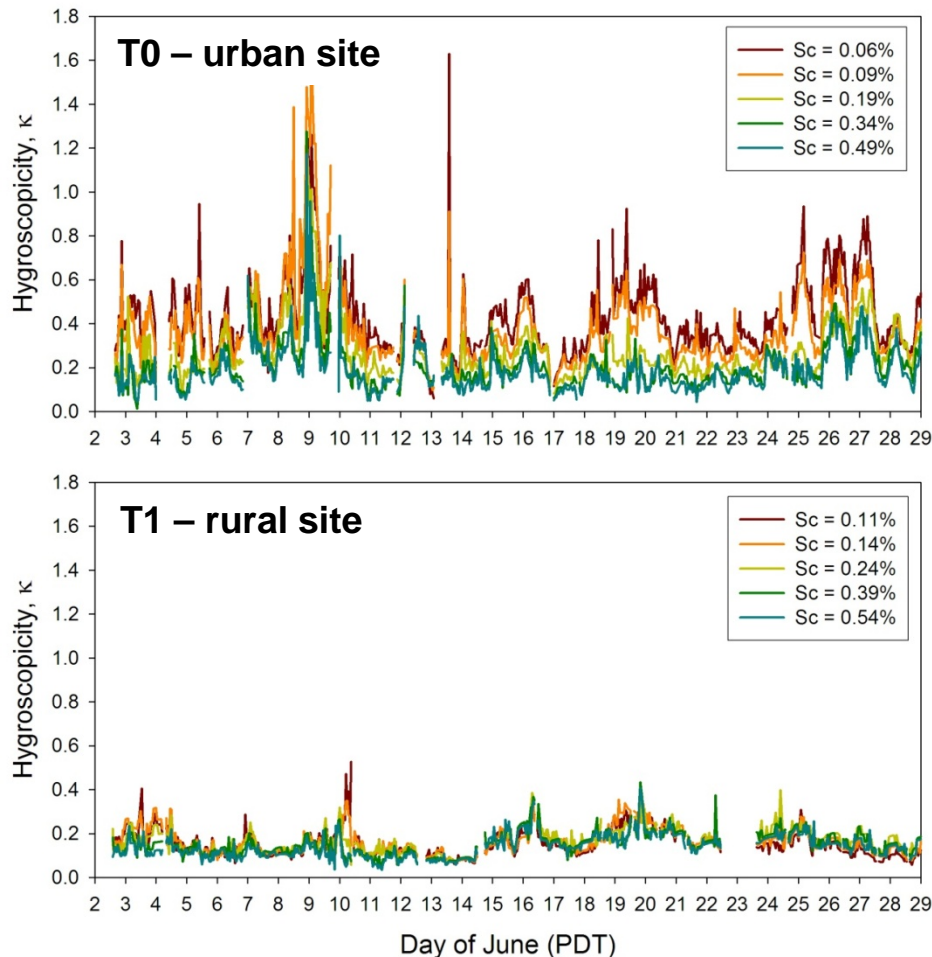 T0 – urban site
Sc = 0.06%
Sc = 0.09%
Sc = 0.19%
Sc = 0.34%
Sc = 0.49%
Hygroscopicity, κ
1.8
1.6
1.4
1.2
1.0
0.8
0.6
0.4
0.2
0.0
2 3 4 5 6 7 8 9 10 11 12 13 14 15 16 17 18 19 20 21 22 23 24 25 26 27 28 29
T1 – rural site
Sc = 0.11%
Sc = 0.14%
Sc = 0.24%
Sc = 0.39%
Sc = 0.54%
Hygroscopicity, κ
1.8
1.6
1.4
1.2
1.0
0.8
0.6
0.4
0.2
0.0
2 3 4 5 6 7 8 9 10 11 12 13 14 15 16 17 18 19 20 21 22 23 24 25 26 27 28 29
Day of June (PDT)